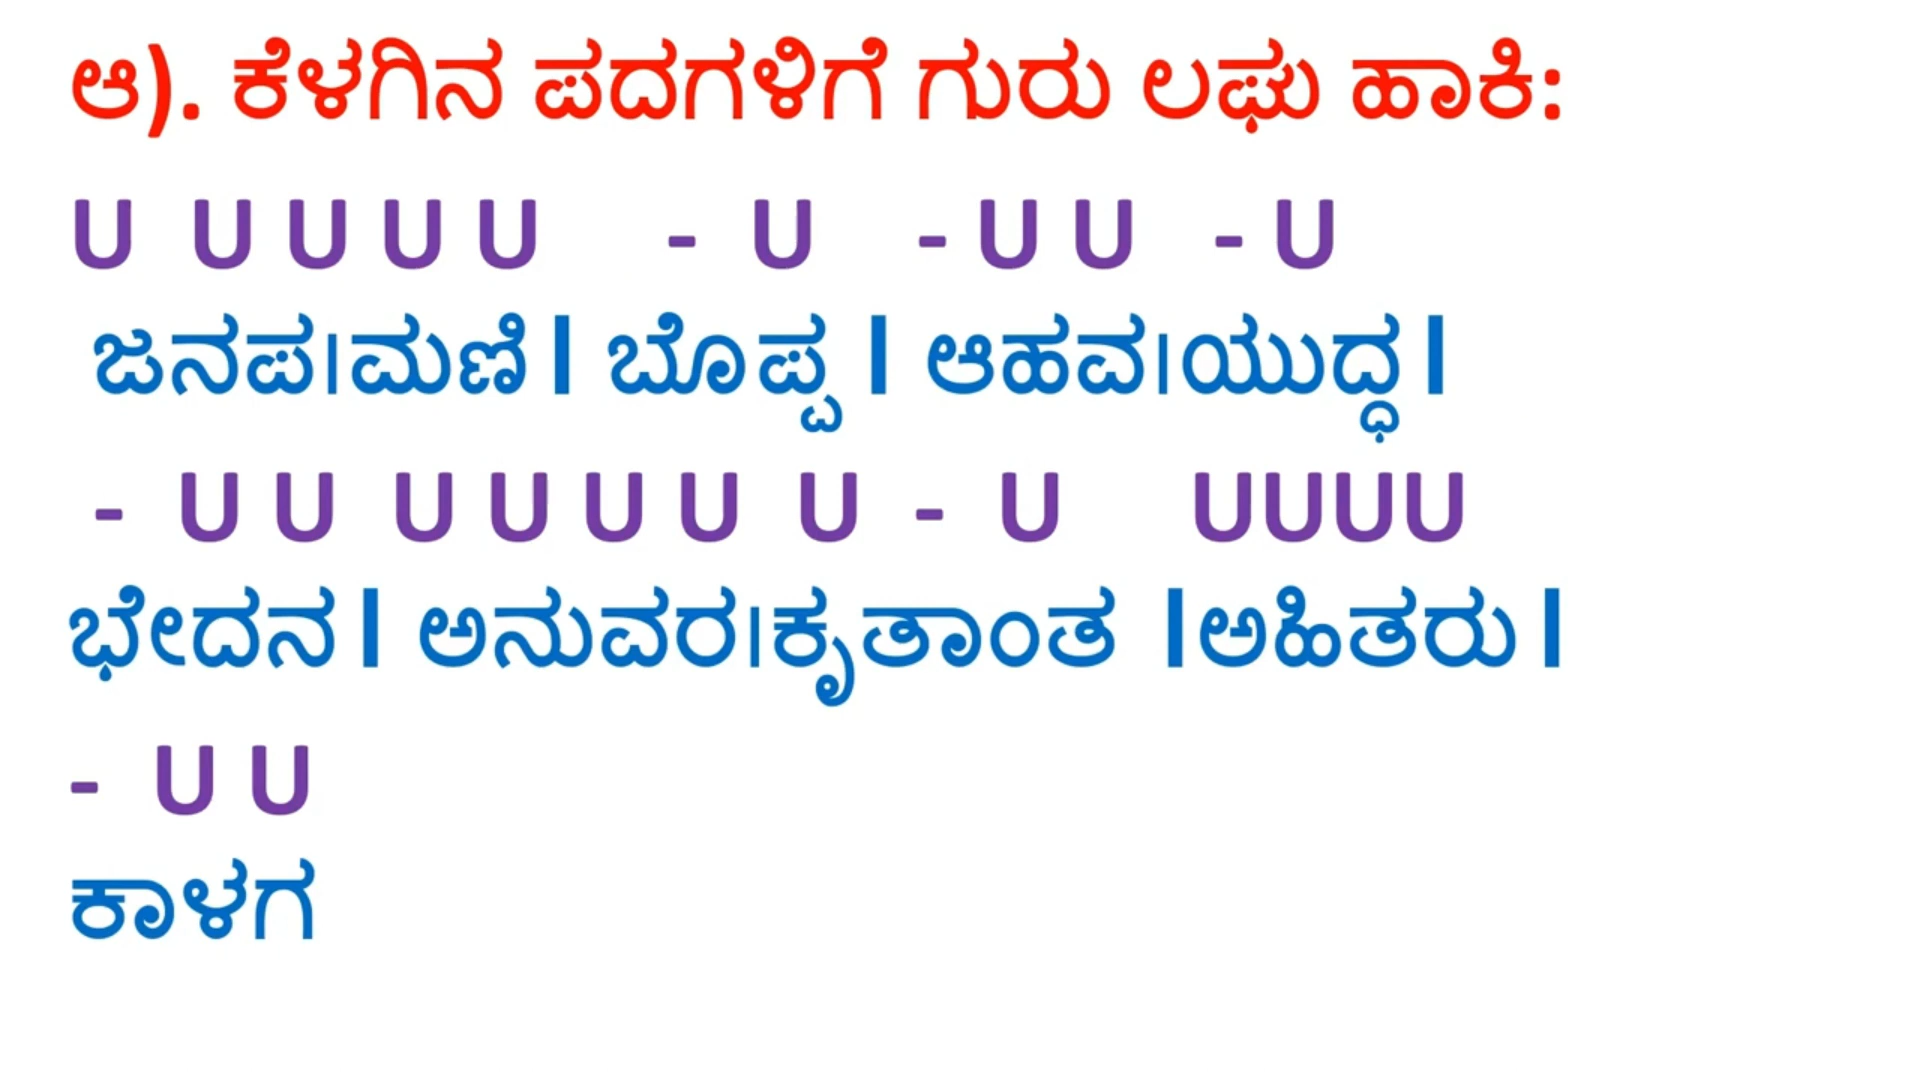 ಆ). ಕೆಳಗಿನ ಪದಗಳಿಗೆ ಗುರು ಲಘು ಹಾಕಿ:
U U U U U - U - U U - U
ಜನಪ|ಮಣಿ | ಬೊಪ್ಪ | ಆಹವ|ಯುದ್ಧ |
- U U U U U U U - U UUUU
ಭೇದನ | ಅನುವರ|ಕೃತಾಂತ |ಅಹಿತರು |
- U U
ಕಾಳಗ